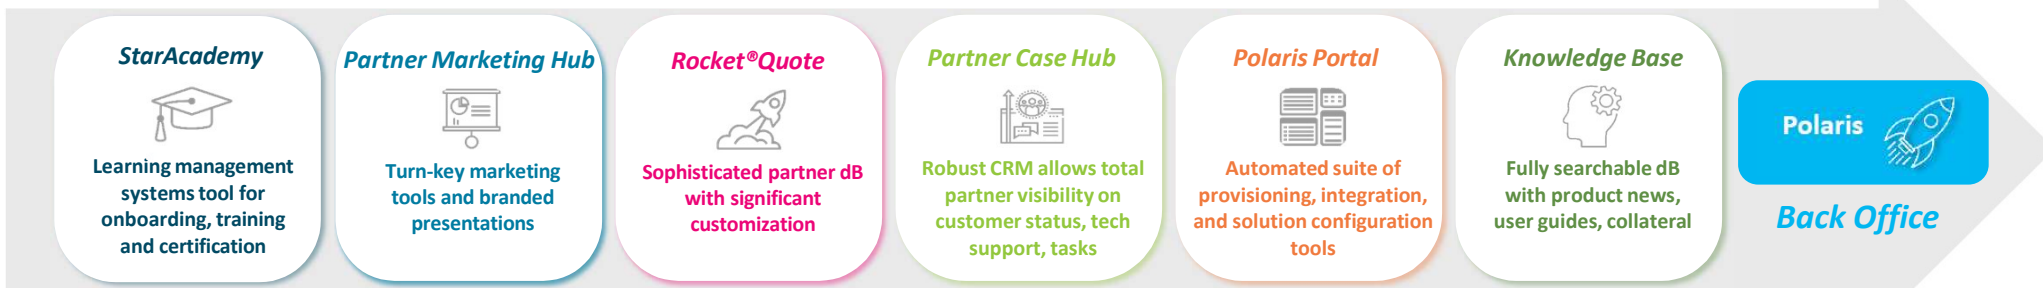 StarAcademy
Learning management
systems tool for
onboarding, training
and certification
Partner Marketing Hub
Turn-key marketing
tools and branded
presentations
Rocket®Quote
Sophisticated partner dB
with significant
customization
Partner Case Hub
Robust CRM allows total
partner visibility on
customer status, tech
support, tasks
Polaris Portal
Automated suite of
provisioning, integration,
and solution configuration
tools
Knowledge Base
Fully searchable dB
with product news,
user guides, collateral
Polaris
Back Office